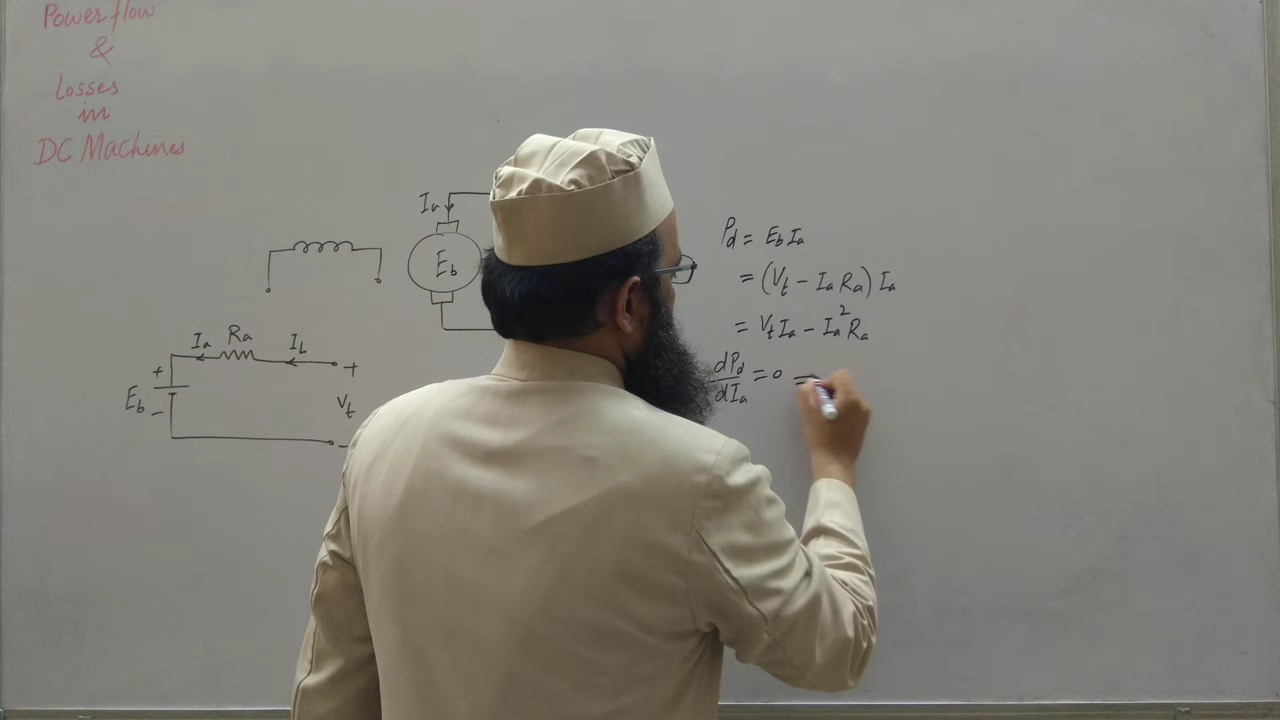 Power flow
&
Losses
in
DC Machines
Ia
Eb
Ia Ra IL
+ +
Eb Vt
- -
Pd = Eb Ia
= (Vt - Ia Ra) Ia
= Vt Ia - Ia² Ra
dPd/dIa = 0 =